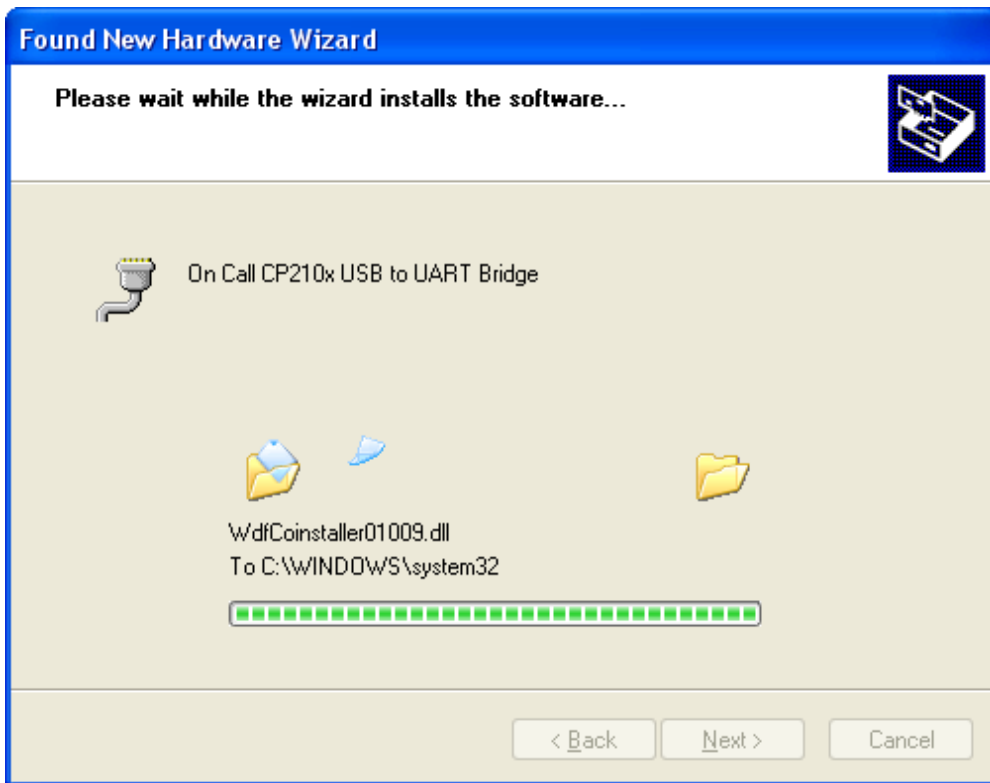 Found New Hardware Wizard
Please wait while the wizard installs the software...
On Call CP210x USB to UART Bridge
WdfCoinstaller01009.dll
To C:\WINDOWS\system32
< Back Next > Cancel